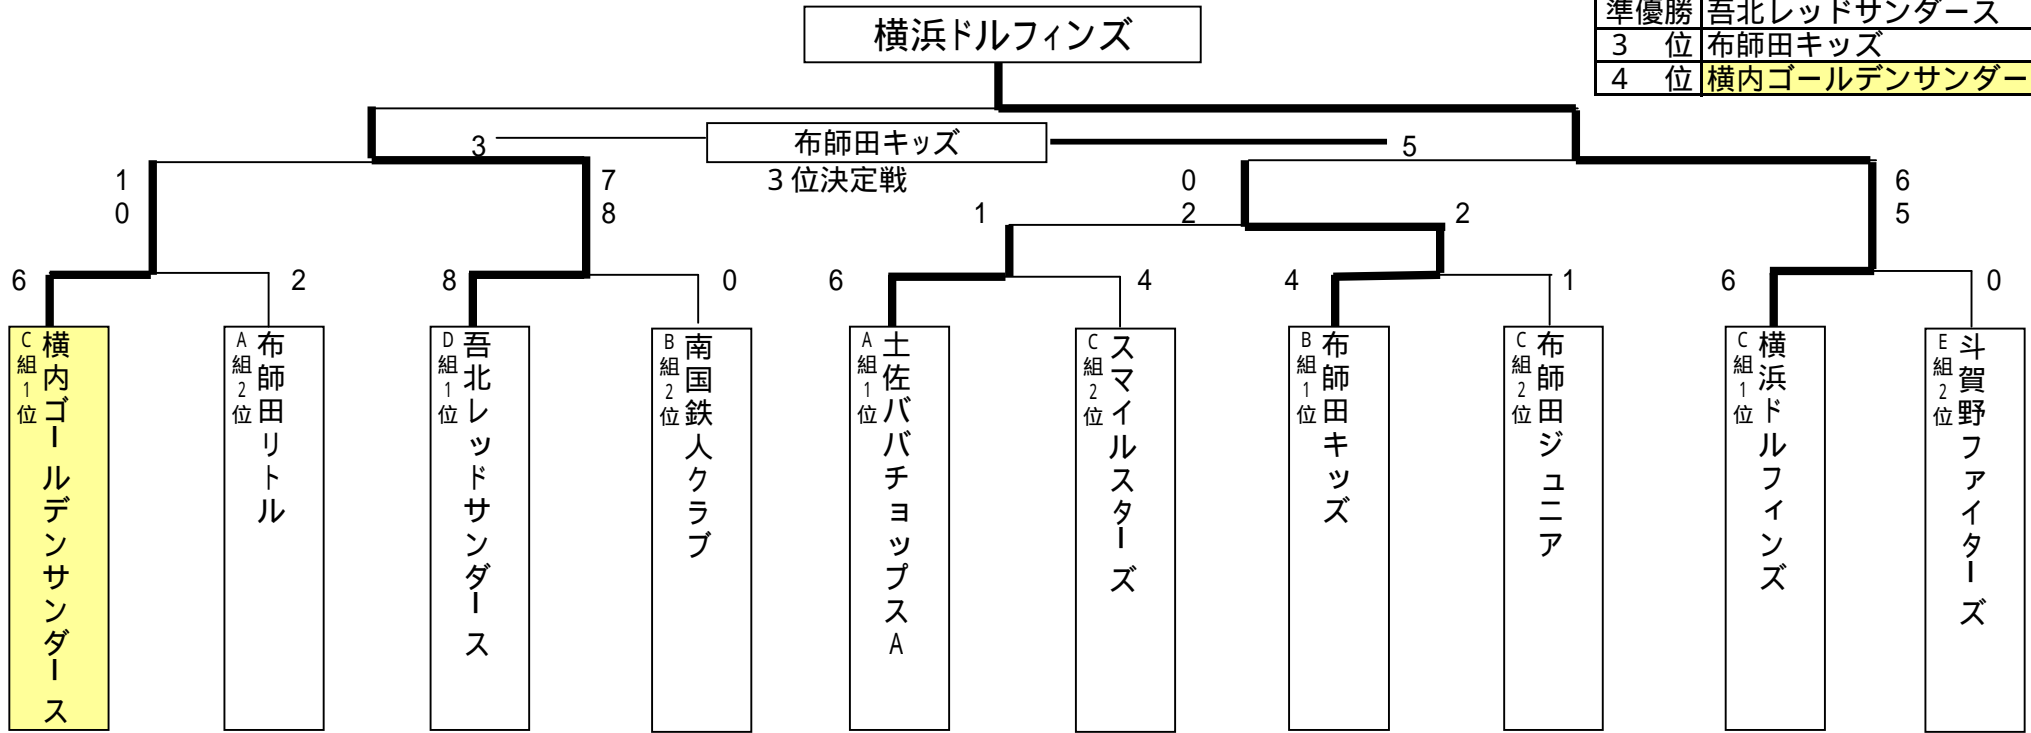 横浜ドルフィンズ
準優勝 吾北レッドサンダース
3 位 布師田キッズ
4 位 横内ゴールデンサンダー
3 布師田キッズ 5
3位決定戦
1 7 0 6
0 8 1 2 2 5
6 2 8 0 6 4 4 1 6 0
C組1位 横内ゴールデンサンダース
A組2位 布師田リトル
D組1位 吾北レッドサンダース
B組2位 南国鉄人クラブ
A組1位 土佐ババチョップスA
C組2位 スマイルスターズ
B組1位 布師田キッズ
C組2位 布師田ジュニア
C組1位 横浜ドルフィンズ
E組2位 斗賀野ファイターズ